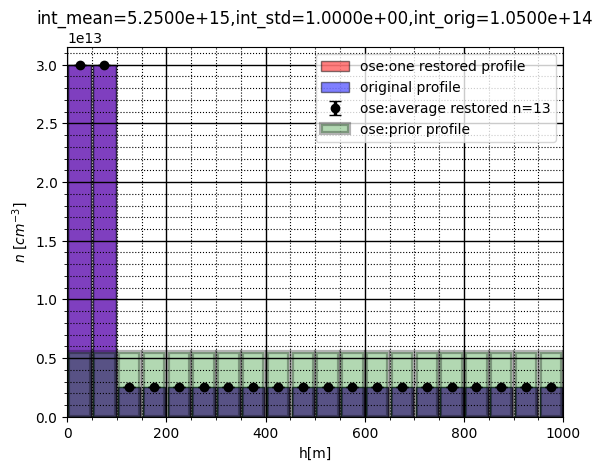 int_mean=5.2500e+15,int_std=1.0000e+00,int_orig=1.0500e+14
1e13
ose:one restored profile
original profile
ose:average restored n=13
ose:prior profile
3.0
2.5
2.0
1.5
1.0
0.5
0.0
n [cm⁻³]
0 200 400 600 800 1000
h[m]